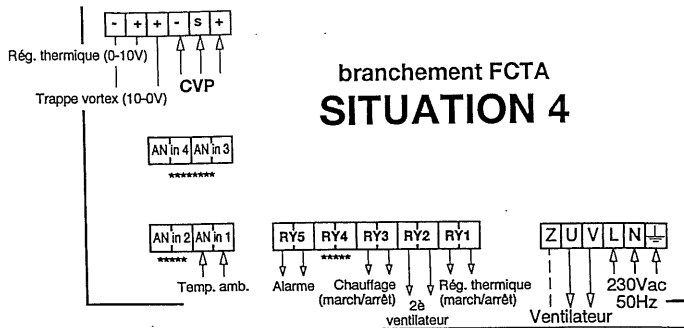 - + + - s +
Rég. thermique (0-10V)
CVP
Trappe vortex (10-0V)
branchement FCTA
SITUATION 4
AN in 4 AN in 3
********
AN in 2 AN in 1
*****
Temp. amb.
RY5 RY4 RY3 RY2 RY1
*****
Alarme
Chauffage
(march/arrêt)
2è
ventilateur
Rég. thermique
(march/arrêt)
Z U V L N
230Vac
50Hz
Ventilateur